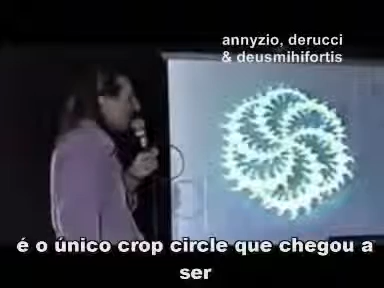 annyzio, derucci
& deusmihifortis
é o único crop circle que chegou a
ser